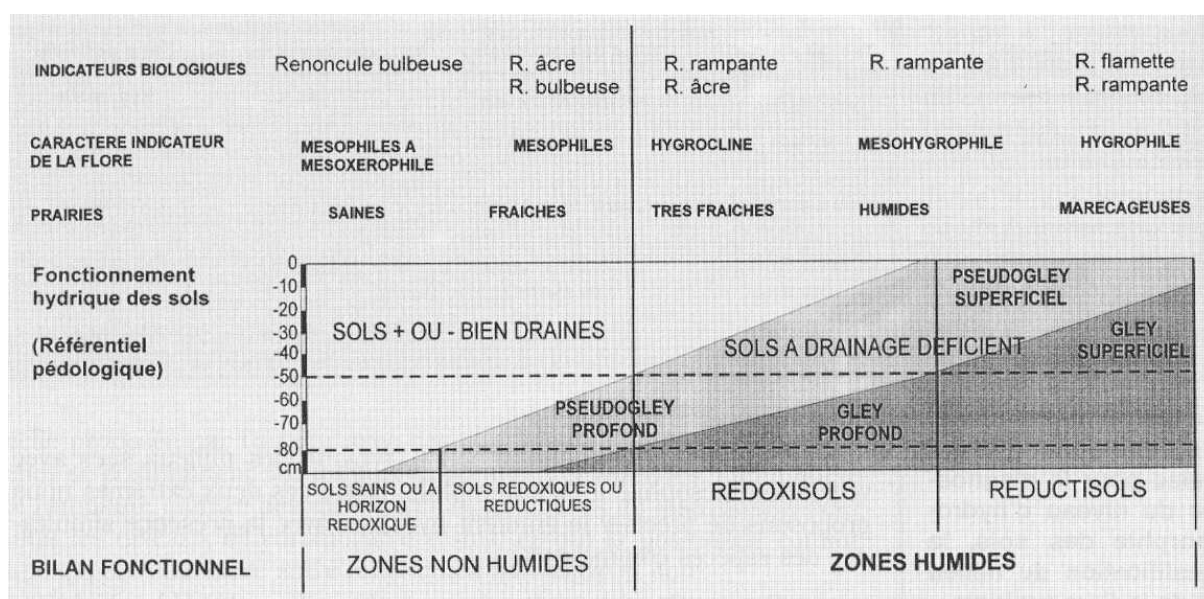 INDICATEURS BIOLOGIQUES
Renoncule bulbeuse
R. âcre
R. bulbeuse
R. rampante
R. âcre
R. rampante
R. flamette
R. rampante
CARACTERE INDICATEUR
DE LA FLORE
MESOPHILES A
MESOXEROPHILE
MESOPHILES
HYGROCLINE
MESOHYGROPHILE
HYGROPHILE
PRAIRIES
SAINES
FRAICHES
TRES FRAICHES
HUMIDES
MARECAGEUSES
Fonctionnement
hydrique des sols
(Référentiel
pédologique)
0
-10
-20
-30
-40
-50
-60
-70
-80
cm
SOLS + OU - BIEN DRAINES
PSEUDOGLEY
SUPERFICIEL
SOLS A DRAINAGE DEFICIENT
GLEY
SUPERFICIEL
PSEUDOGLEY
PROFOND
GLEY
PROFOND
SOLS SAINS OU A
HORIZON
REDOXIQUE
SOLS REDOXIQUES OU
REDUCTIQUES
REDOXISOLS
REDUCTISOLS
BILAN FONCTIONNEL
ZONES NON HUMIDES
ZONES HUMIDES